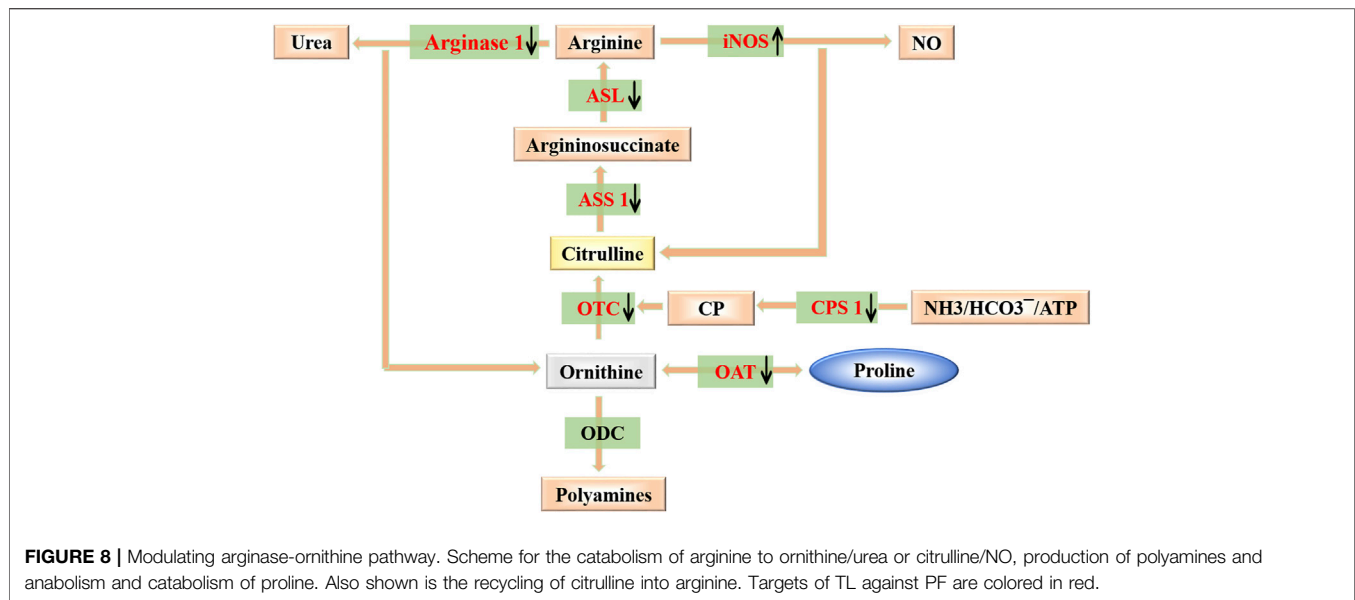 Urea
Arginase 1
Arginine
iNOS
NO
ASL
Argininosuccinate
ASS 1
Citrulline
OTC
CP
CPS 1
NH3/HCO3⁻/ATP
Ornithine
OAT
Proline
ODC
Polyamines
FIGURE 8 | Modulating arginase-ornithine pathway. Scheme for the catabolism of arginine to ornithine/urea or citrulline/NO, production of polyamines and
anabolism and catabolism of proline. Also shown is the recycling of citrulline into arginine. Targets of TL against PF are colored in red.